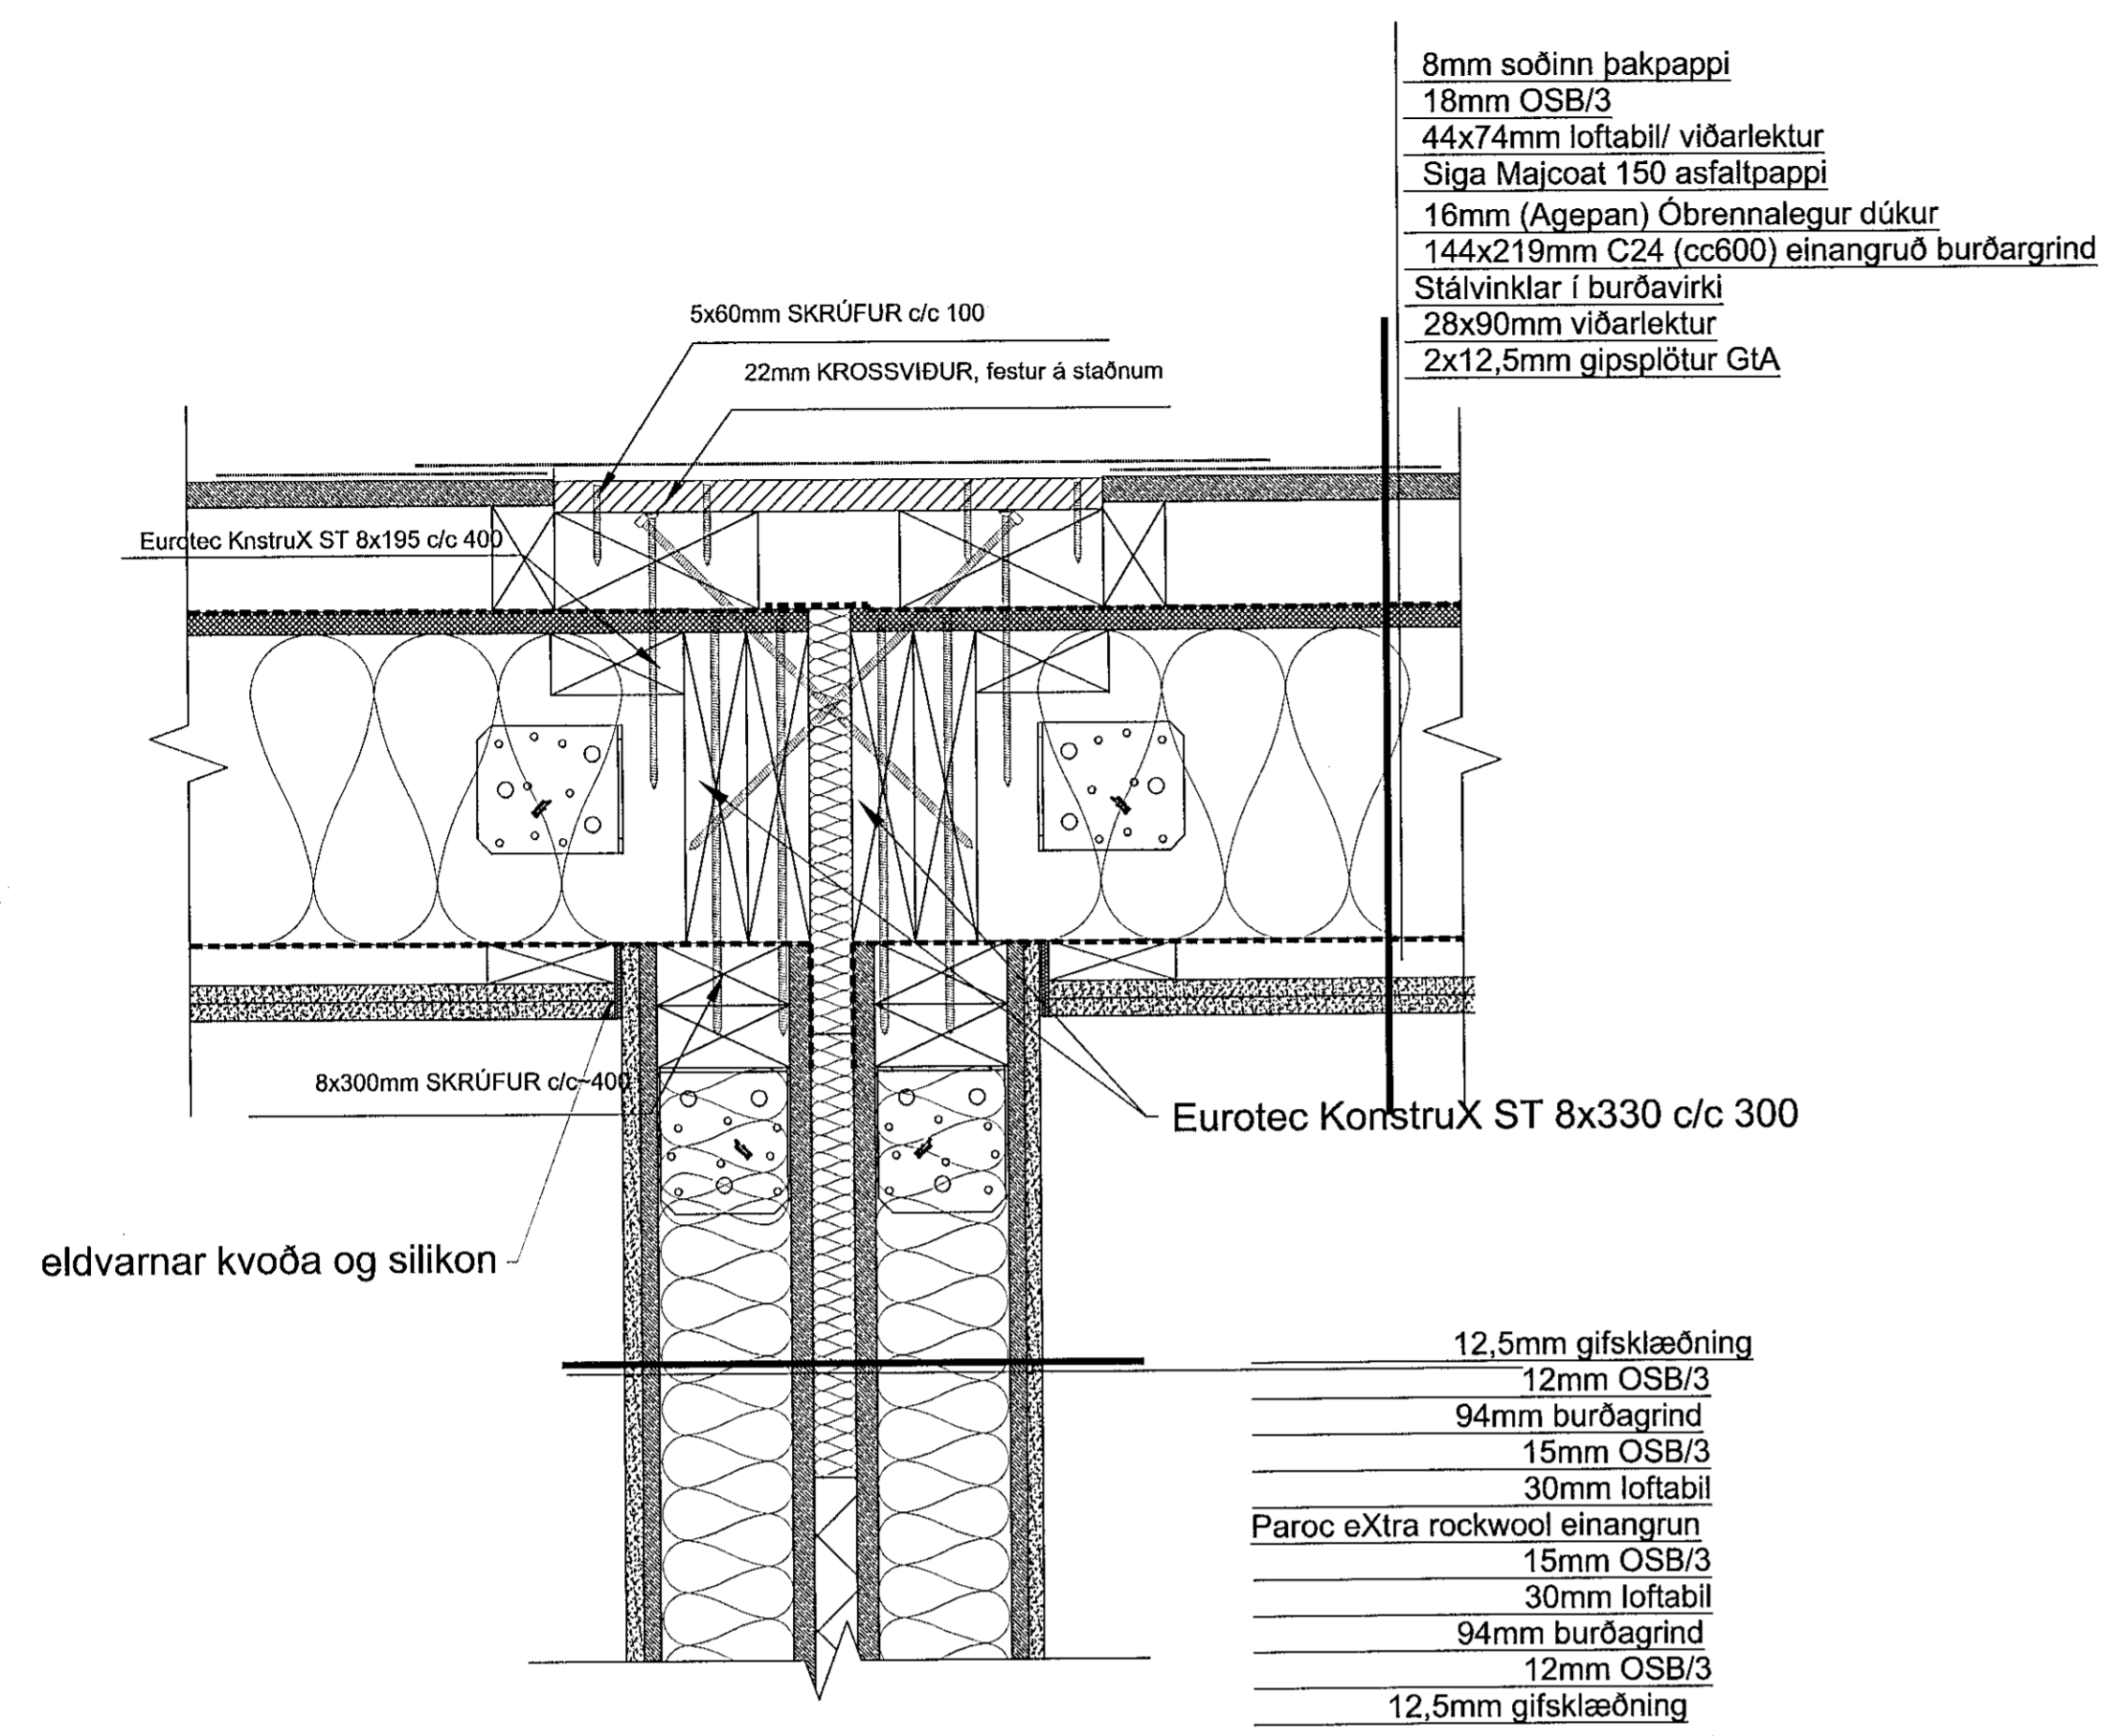 8mm soðinn þakpappi
18mm OSB/3
44x74mm loftabil/ viðarlektur
Siga Majcoat 150 asfaltpappi
16mm (Agepan) Óbrennalegur dúkur
144x219mm C24 (cc600) einangruð burðargrind
Stálvinklar í burðavirki
28x90mm viðarlektur
2x12,5mm gipsplötur GtA
5x60mm SKRÚFUR c/c 100
22mm KROSSVIÐUR, festur á staðnum
Eurotec KnstruX ST 8x195 c/c 400
8x300mm SKRÚFUR c/c~400
Eurotec KonstruX ST 8x330 c/c 300
eldvarnar kvoða og silikon
12,5mm gifsklæðning
12mm OSB/3
94mm burðagrind
15mm OSB/3
30mm loftabil
Paroc eXtra rockwool einangrun
15mm OSB/3
30mm loftabil
94mm burðagrind
12mm OSB/3
12,5mm gifsklæðning